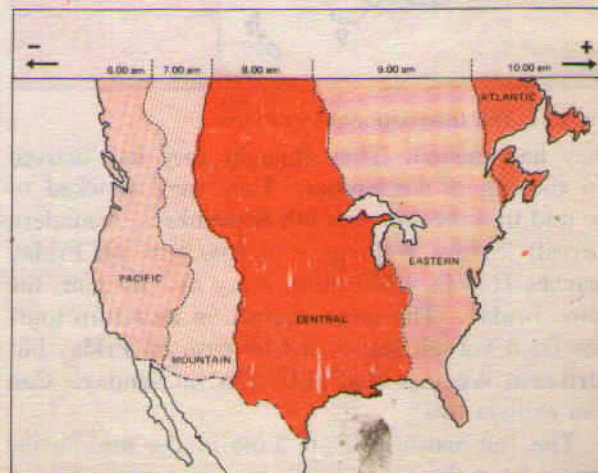 − +
6.00 am 7.00 am 8.00 am 9.00 am 10.00 am
ATLANTIC
EASTERN
PACIFIC
CENTRAL
MOUNTAIN